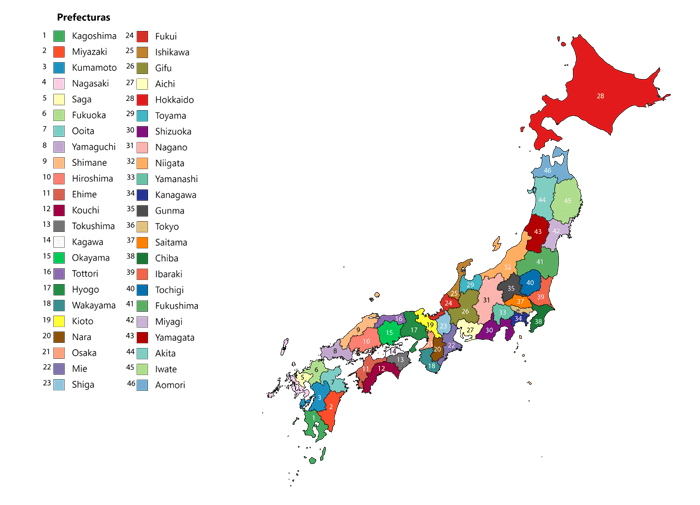 Prefecturas
1 Kagoshima
2 Miyazaki
3 Kumamoto
4 Nagasaki
5 Saga
6 Fukuoka
7 Ooita
8 Yamaguchi
9 Shimane
10 Hiroshima
11 Ehime
12 Kouchi
13 Tokushima
14 Kagawa
15 Okayama
16 Tottori
17 Hyogo
18 Wakayama
19 Kioto
20 Nara
21 Osaka
22 Mie
23 Shiga
24 Fukui
25 Ishikawa
26 Gifu
27 Aichi
28 Hokkaido
29 Toyama
30 Shizuoka
31 Nagano
32 Niigata
33 Yamanashi
34 Kanagawa
35 Gunma
36 Tokyo
37 Saitama
38 Chiba
39 Ibaraki
40 Tochigi
41 Fukushima
42 Miyagi
43 Yamagata
44 Akita
45 Iwate
46 Aomori
28
46
44
45
43
42
41
32
40
39
35
37
31
33
34
38
29
25
24
26
30
27
23
19
22
20
18
17
16
15
14
13
12
11
10
9
8
7
6
5
3
2
1